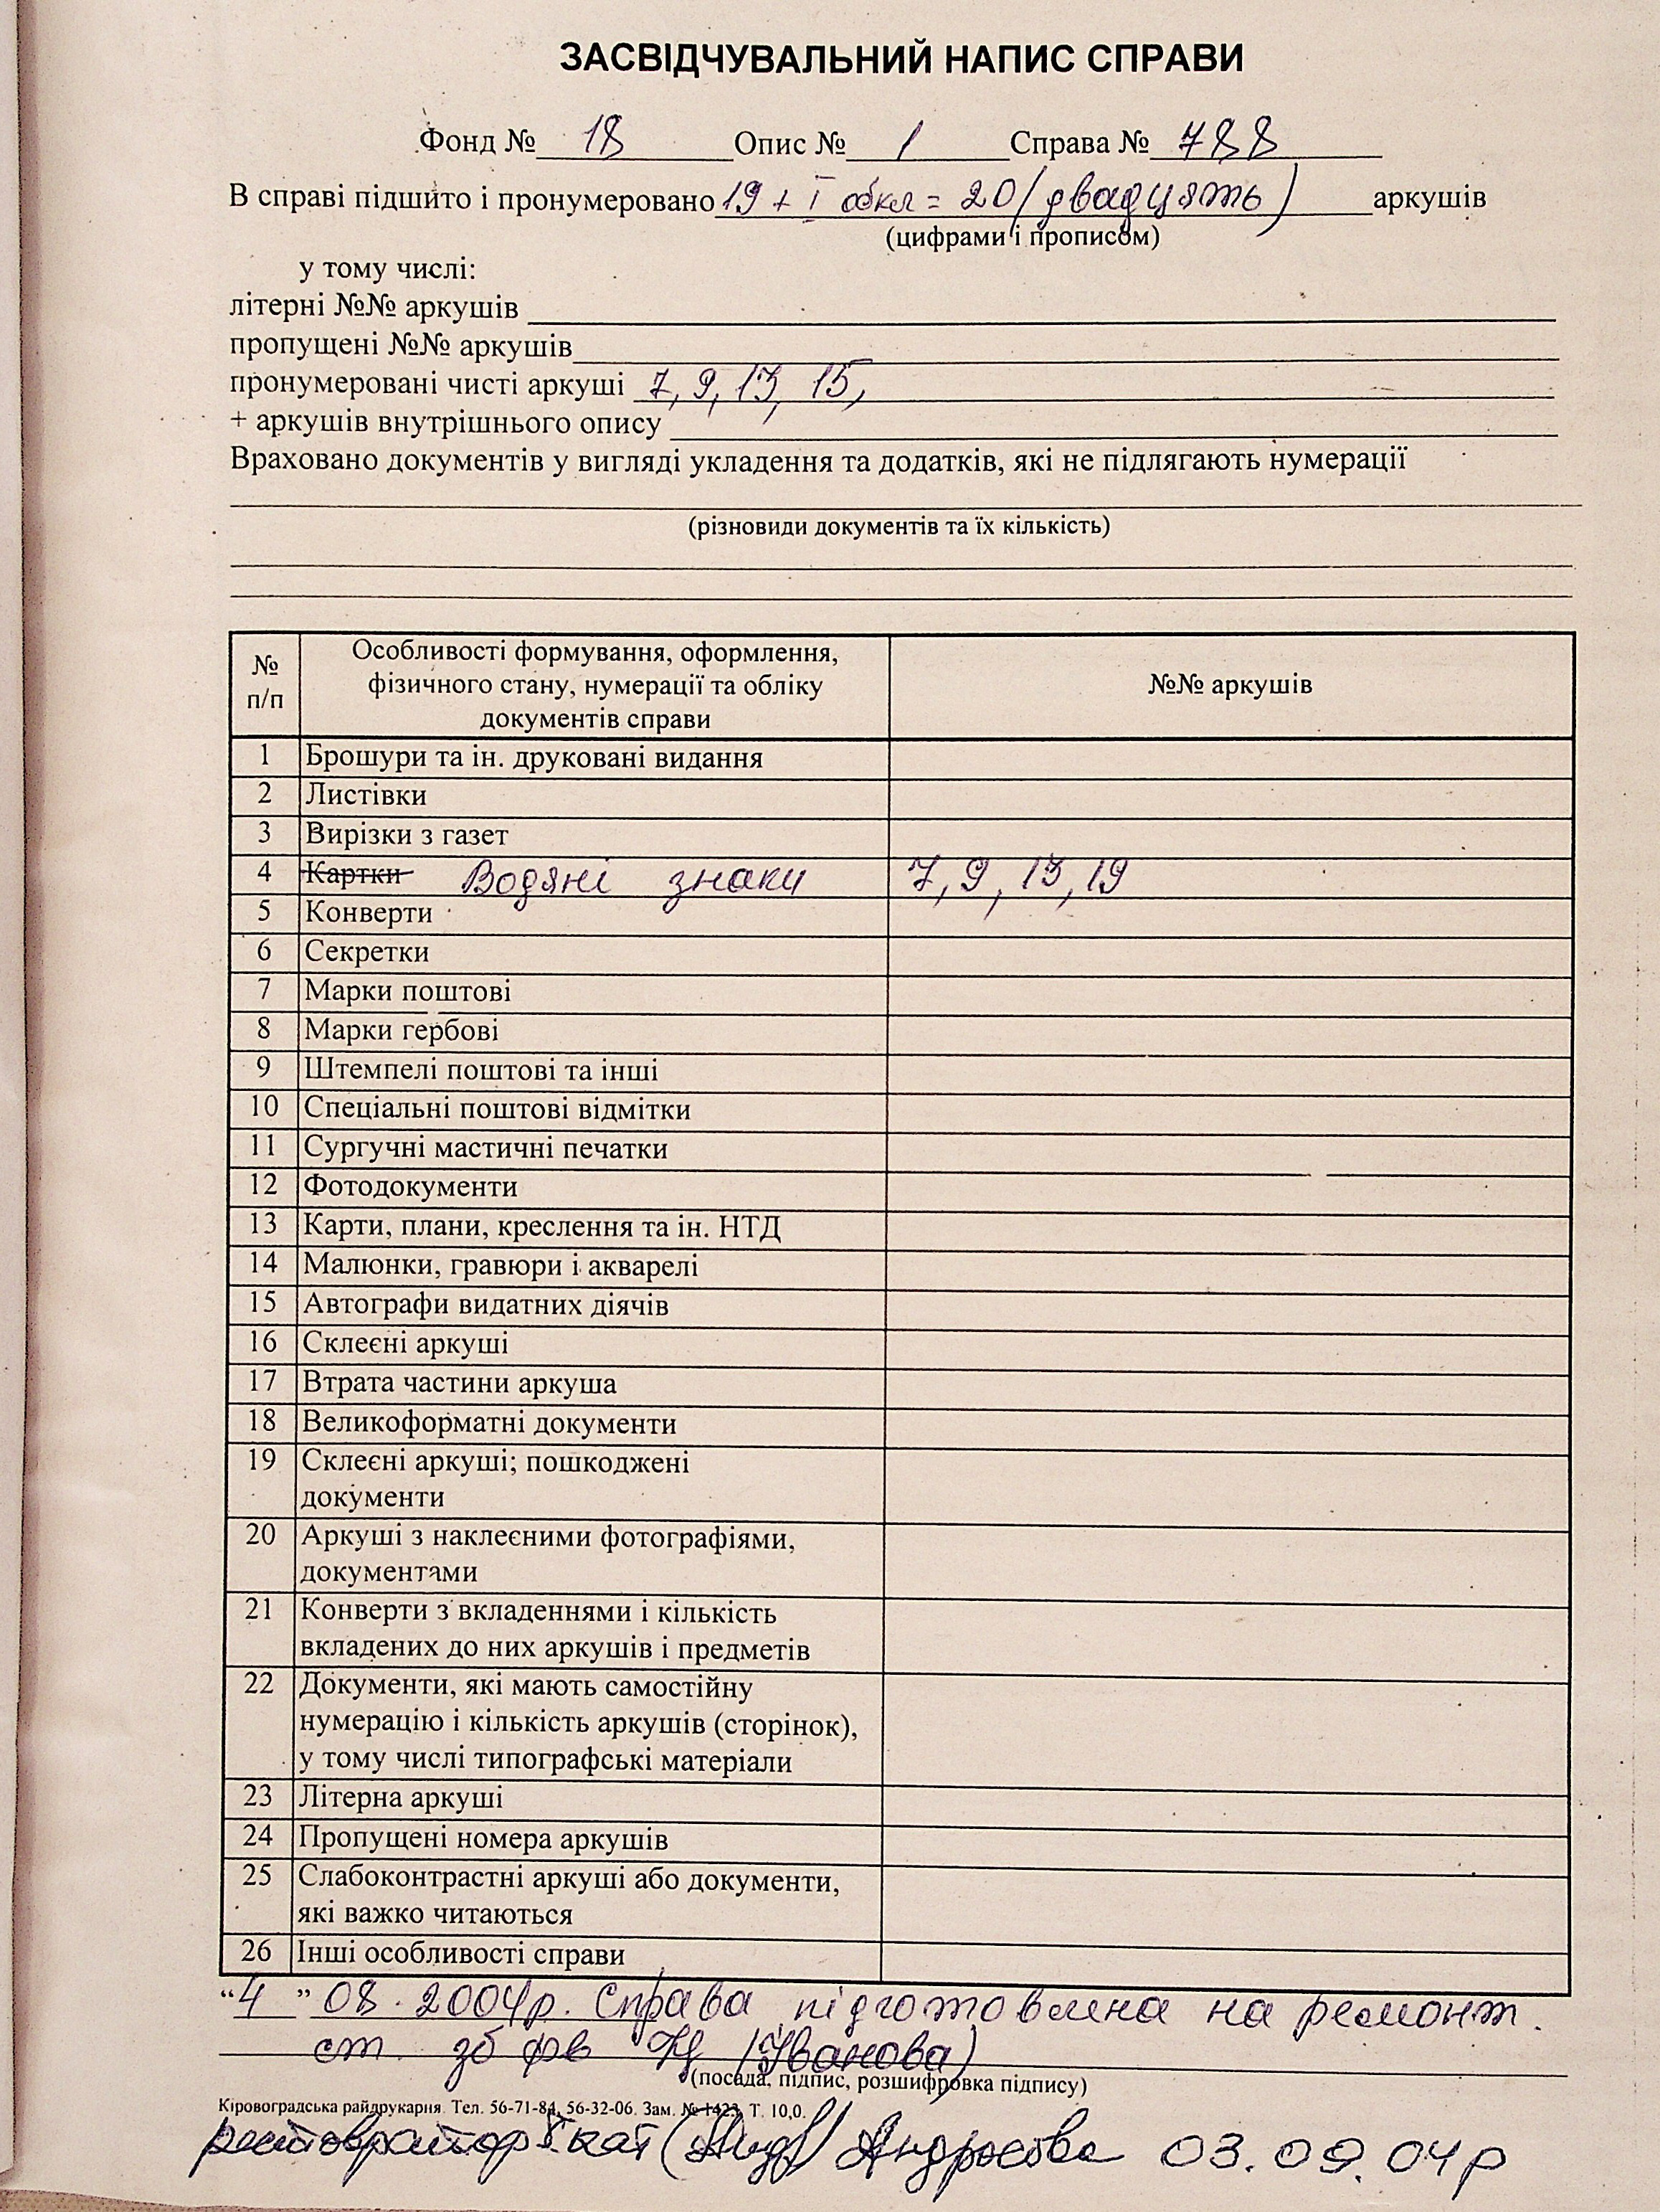 ЗАСВІДЧУВАЛЬНИЙ НАПИС СПРАВИ
Фонд № 18 Опис № 1 Справа № 788
В справі підшито і пронумеровано 19 + I обкл = 20 (двадцять) аркушів
(цифрами і прописом)
у тому числі:
літерні №№ аркушів
пропущені №№ аркушів
пронумеровані чисті аркуші 7, 9, 13, 15,
+ аркушів внутрішнього опису
Враховано документів у вигляді укладення та додатків, які не підлягають нумерації
(різновиди документів та їх кількість)
№ п/п Особливості формування, оформлення, №№ аркушів
фізичного стану, нумерації та обліку
документів справи
1 Брошури та ін. друковані видання
2 Листівки
3 Вирізки з газет
4 Картки Водяні знаки 7, 9, 13, 19
5 Конверти
6 Секретки
7 Марки поштові
8 Марки гербові
9 Штемпелі поштові та інші
10 Спеціальні поштові відмітки
11 Сургучні мастичні печатки
12 Фотодокументи
13 Карти, плани, креслення та ін. НТД
14 Малюнки, гравюри і акварелі
15 Автографи видатних діячів
16 Склеєні аркуші
17 Втрата частини аркуша
18 Великоформатні документи
19 Склеєні аркуші; пошкоджені
документи
20 Аркуші з наклеєними фотографіями,
документами
21 Конверти з вкладеннями і кількість
вкладених до них аркушів і предметів
22 Документи, які мають самостійну
нумерацію і кількість аркушів (сторінок),
у тому числі типографські матеріали
23 Літерна аркуші
24 Пропущені номера аркушів
25 Слабоконтрастні аркуші або документи,
які важко читаються
26 Інші особливості справи
“4” 08. 2004р. Справа підготовлена на ремонт.
ст. зб фв (Іванова)
(посада, підпис, розшифровка підпису)
Кіровоградська райдрукарня. Тел. 56-71-84, 56-32-06. Зам. № 1423. Т. 10,0.
реставратор I кат Андрєєва 03.09.04р